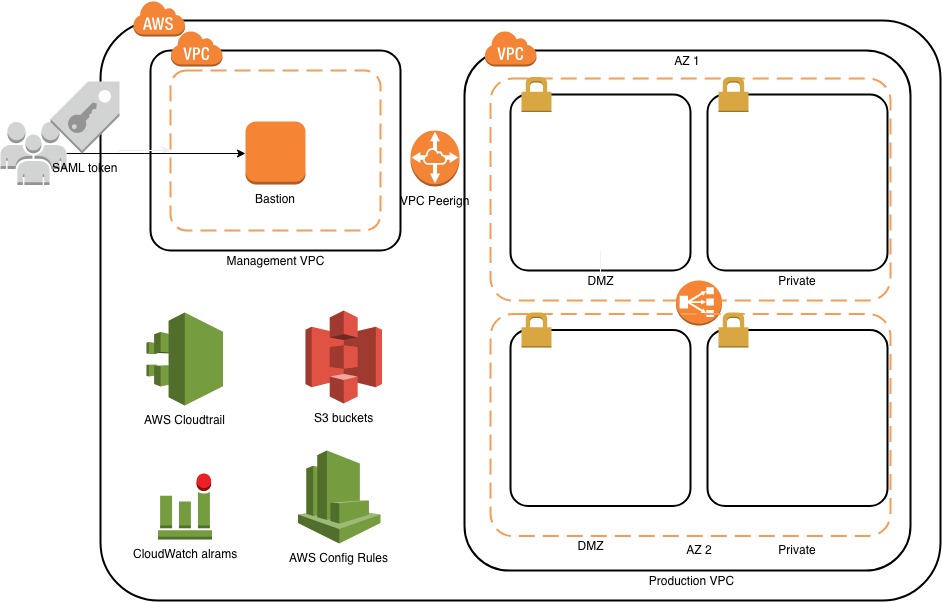 AWS
VPC
VPC
AZ 1
SAML token
Bastion
VPC Peerigh
Management VPC
DMZ
Private
AWS Cloudtrail
S3 buckets
CloudWatch alrams
AWS Config Rules
DMZ
AZ 2
Private
Production VPC